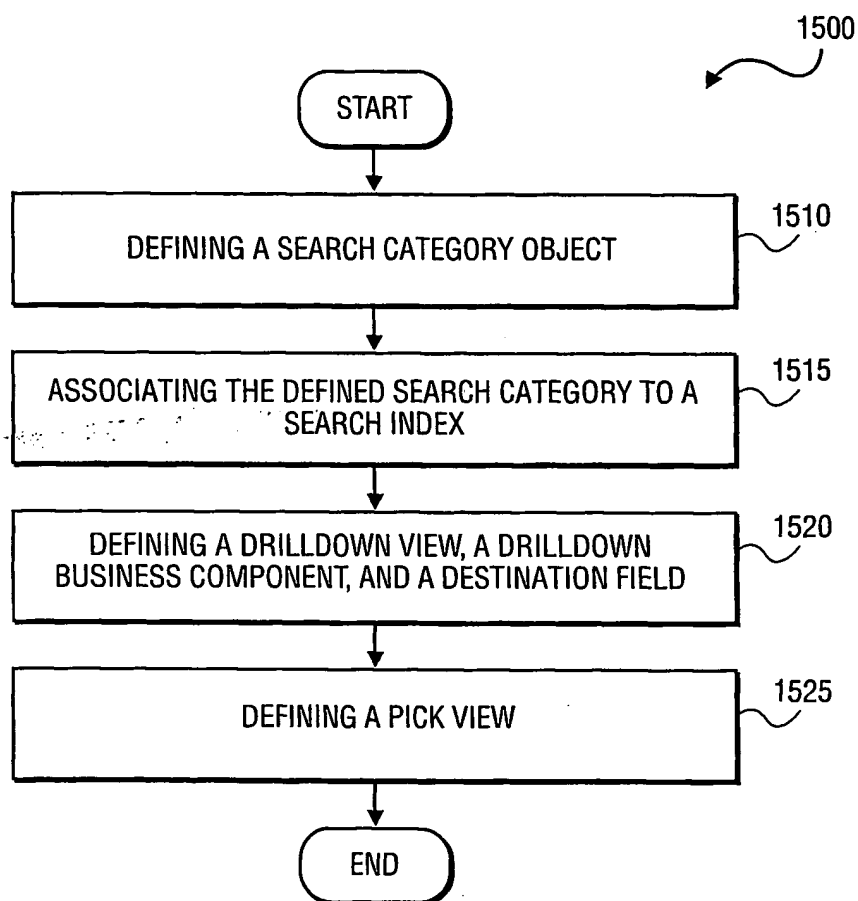 1500
START
DEFINING A SEARCH CATEGORY OBJECT
1510
ASSOCIATING THE DEFINED SEARCH CATEGORY TO A
SEARCH INDEX
1515
DEFINING A DRILLDOWN VIEW, A DRILLDOWN
BUSINESS COMPONENT, AND A DESTINATION FIELD
1520
DEFINING A PICK VIEW
1525
END